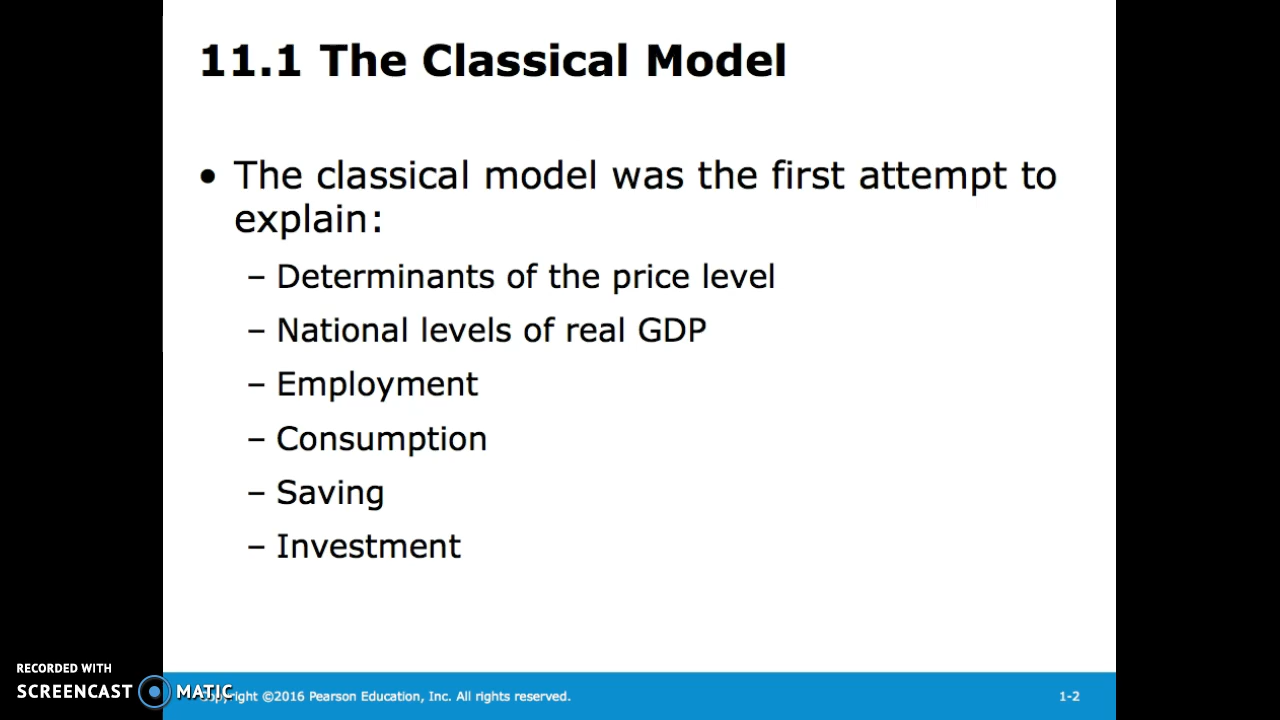 11.1 The Classical Model
• The classical model was the first attempt to
explain:
– Determinants of the price level
– National levels of real GDP
– Employment
– Consumption
– Saving
– Investment
RECORDED WITH
SCREENCAST MATIC
©2016 Pearson Education, Inc. All rights reserved.
1-2